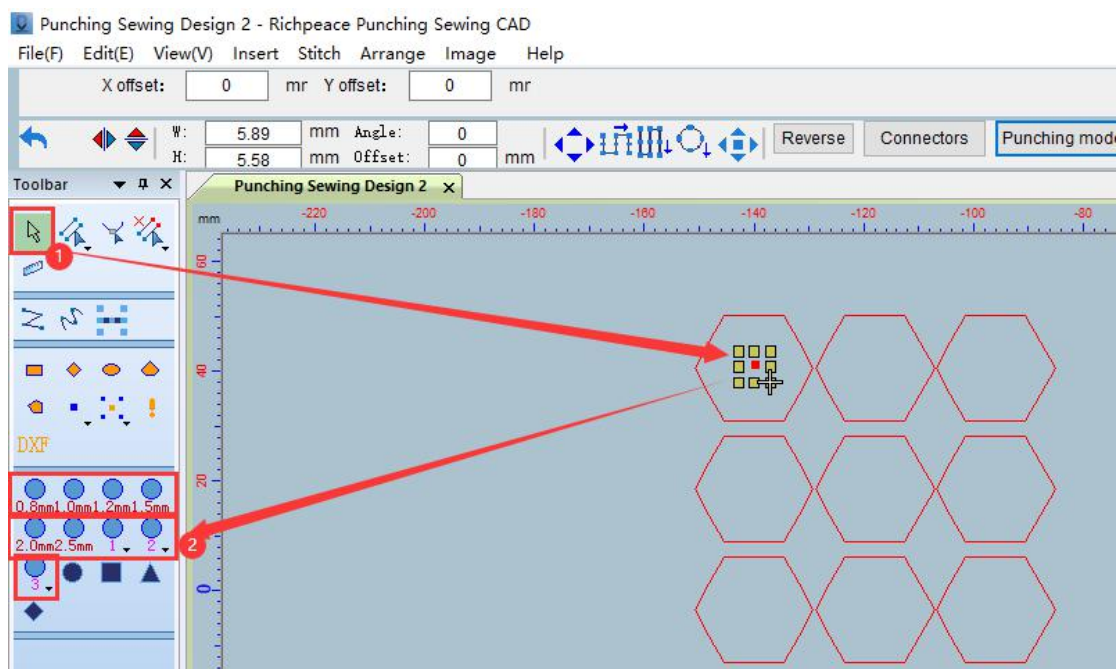 Punching Sewing Design 2 - Richpeace Punching Sewing CAD
File(F) Edit(E) View(V) Insert Stitch Arrange Image Help
X offset: 0 mr Y offset: 0 mr
W: 5.89 mm Angle: 0
H: 5.58 mm Offset: 0 mm
Reverse Connectors Punching mode
Toolbar
Punching Sewing Design 2
mm -220 -200 -180 -160 -140 -120 -100 -80
60
1
40
DXF
20
0.8mm 1.0mm 1.2mm 1.5mm
2.0mm 2.5mm 1 2
2
3
0